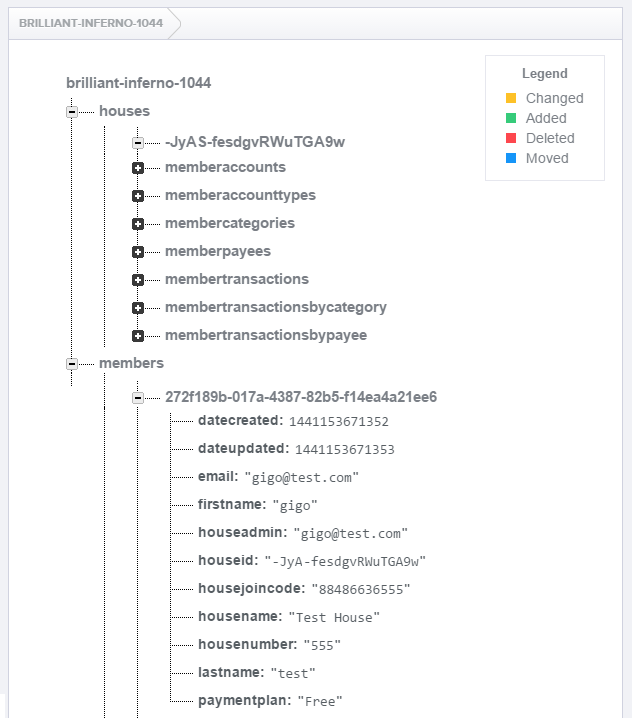 BRILLIANT-INFERNO-1044
brilliant-inferno-1044
Legend
Changed
Added
Deleted
Moved
houses
-JyAS-fesdgvRWuTGA9w
memberaccounts
memberaccounttypes
membercategories
memberpayees
membertransactions
membertransactionsbycategory
membertransactionsbypayee
members
272f189b-017a-4387-82b5-f14ea4a21ee6
datecreated: 1441153671352
dateupdated: 1441153671353
email: "gigo@test.com"
firstname: "gigo"
houseadmin: "gigo@test.com"
houseid: "-JyA-fesdgvRWuTGA9w"
housejoincode: "88486636555"
housename: "Test House"
housenumber: "555"
lastname: "test"
paymentplan: "Free"